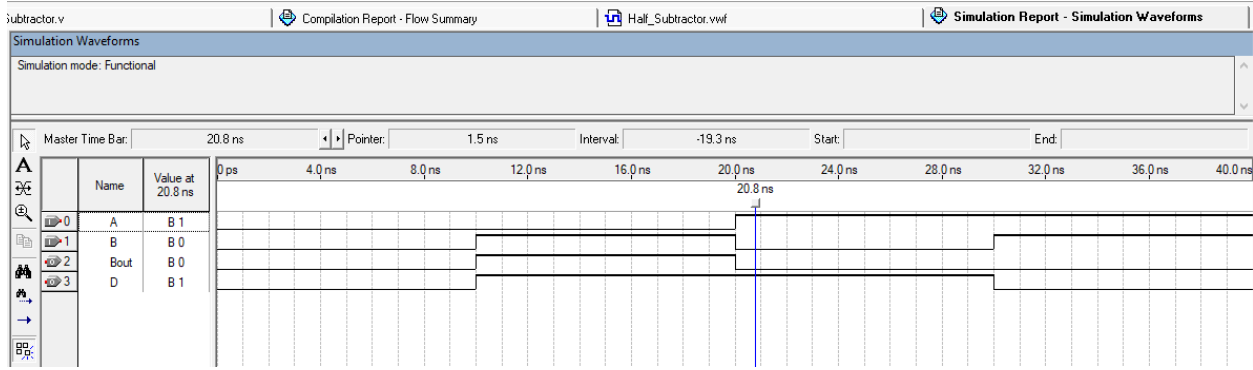 Subtractor.v Compilation Report - Flow Summary Half_Subtractor.vwf Simulation Report - Simulation Waveforms
Simulation Waveforms
Simulation mode: Functional
Master Time Bar: 20.8 ns Pointer: 1.5 ns Interval: -19.3 ns Start: End:
Name Value at 20.8 ns 0 ps 4.0 ns 8.0 ns 12.0 ns 16.0 ns 20.0 ns 24.0 ns 28.0 ns 32.0 ns 36.0 ns 40.0 ns
20.8 ns
0 A B 1
1 B B 0
2 Bout B 0
3 D B 1